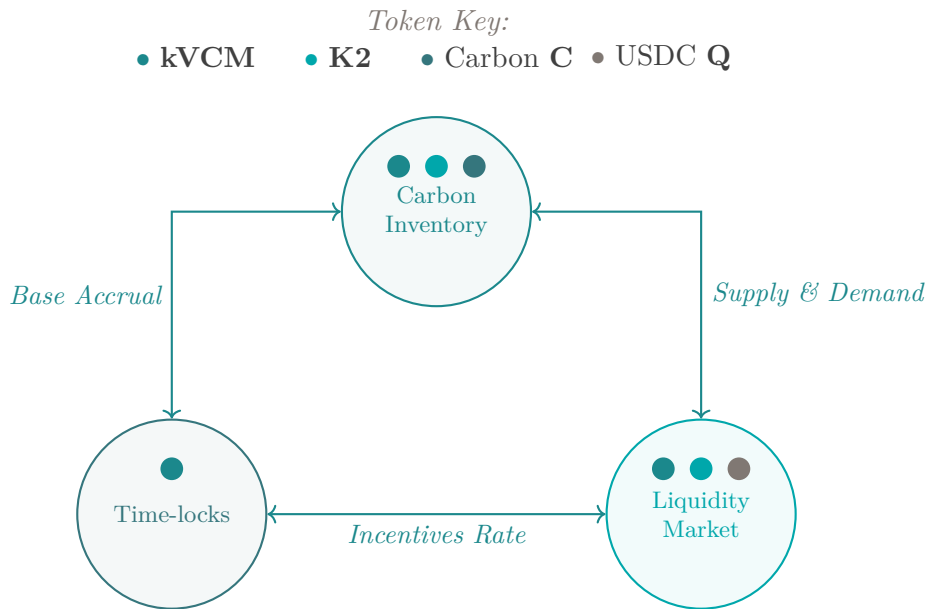 Token Key:
kVCM K2 Carbon C USDC Q
Carbon
Inventory
Base Accrual
Supply & Demand
Time-locks
Liquidity
Market
Incentives Rate